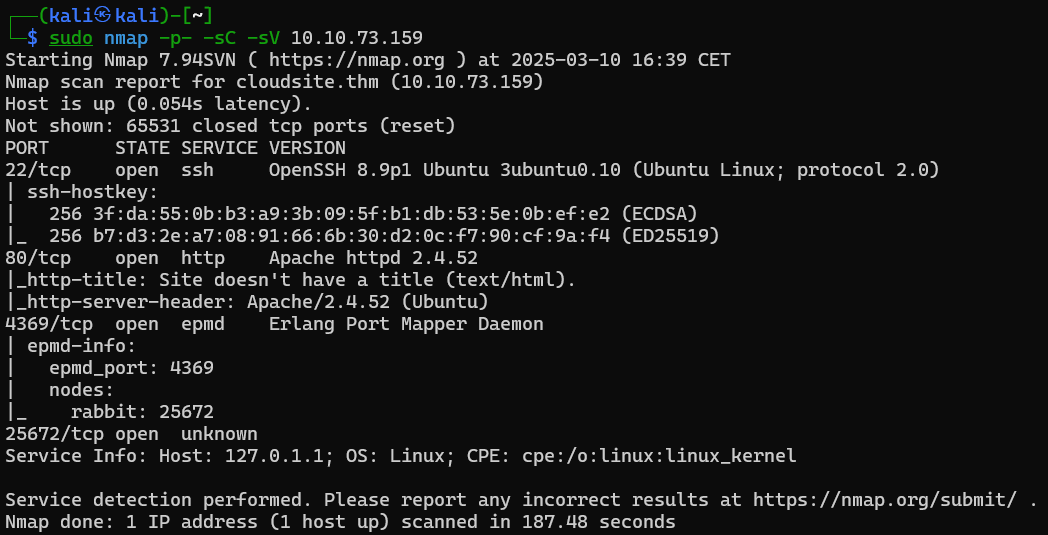 ┌──(kali㉿kali)-[~]
└─$ sudo nmap -p- -sC -sV 10.10.73.159
Starting Nmap 7.94SVN ( https://nmap.org ) at 2025-03-10 16:39 CET
Nmap scan report for cloudsite.thm (10.10.73.159)
Host is up (0.054s latency).
Not shown: 65531 closed tcp ports (reset)
PORT      STATE SERVICE VERSION
22/tcp    open  ssh     OpenSSH 8.9p1 Ubuntu 3ubuntu0.10 (Ubuntu Linux; protocol 2.0)
| ssh-hostkey:
|   256 3f:da:55:0b:b3:a9:3b:09:5f:b1:db:53:5e:0b:ef:e2 (ECDSA)
|_  256 b7:d3:2e:a7:08:91:66:6b:30:d2:0c:f7:90:cf:9a:f4 (ED25519)
80/tcp    open  http    Apache httpd 2.4.52
|_http-title: Site doesn't have a title (text/html).
|_http-server-header: Apache/2.4.52 (Ubuntu)
4369/tcp  open  epmd    Erlang Port Mapper Daemon
| epmd-info:
|   epmd_port: 4369
|   nodes:
|_    rabbit: 25672
25672/tcp open  unknown
Service Info: Host: 127.0.1.1; OS: Linux; CPE: cpe:/o:linux:linux_kernel

Service detection performed. Please report any incorrect results at https://nmap.org/submit/ .
Nmap done: 1 IP address (1 host up) scanned in 187.48 seconds